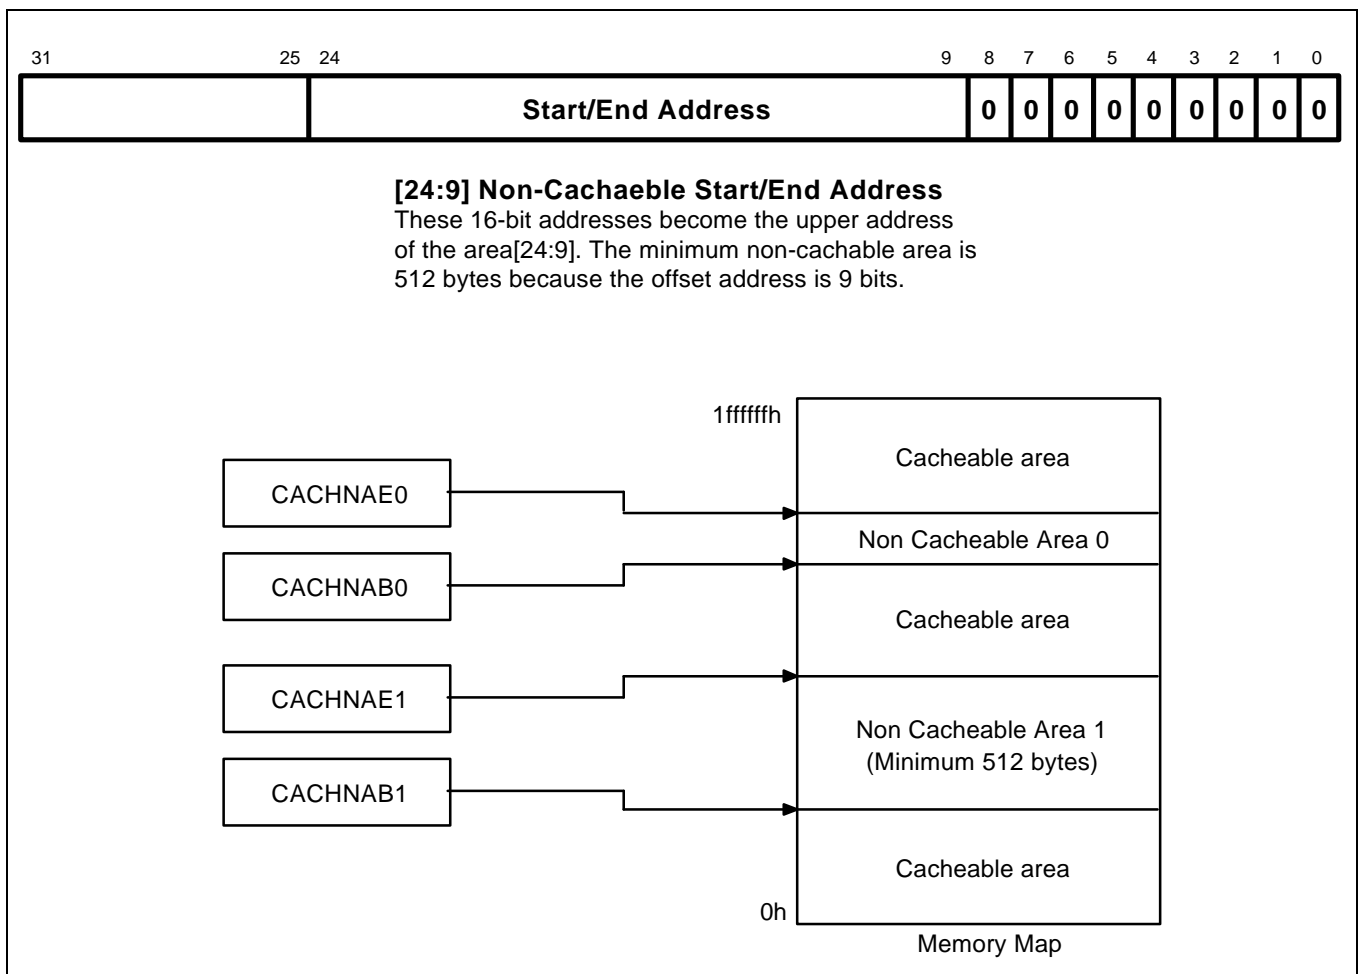 31 25 24 9 8 7 6 5 4 3 2 1 0
Start/End Address 0 0 0 0 0 0 0 0 0
[24:9] Non-Cachaeble Start/End Address
These 16-bit addresses become the upper address
of the area[24:9]. The minimum non-cachable area is
512 bytes because the offset address is 9 bits.
1ffffffh
Cacheable area
CACHNAE0
Non Cacheable Area 0
CACHNAB0
Cacheable area
CACHNAE1
Non Cacheable Area 1
(Minimum 512 bytes)
CACHNAB1
Cacheable area
0h
Memory Map